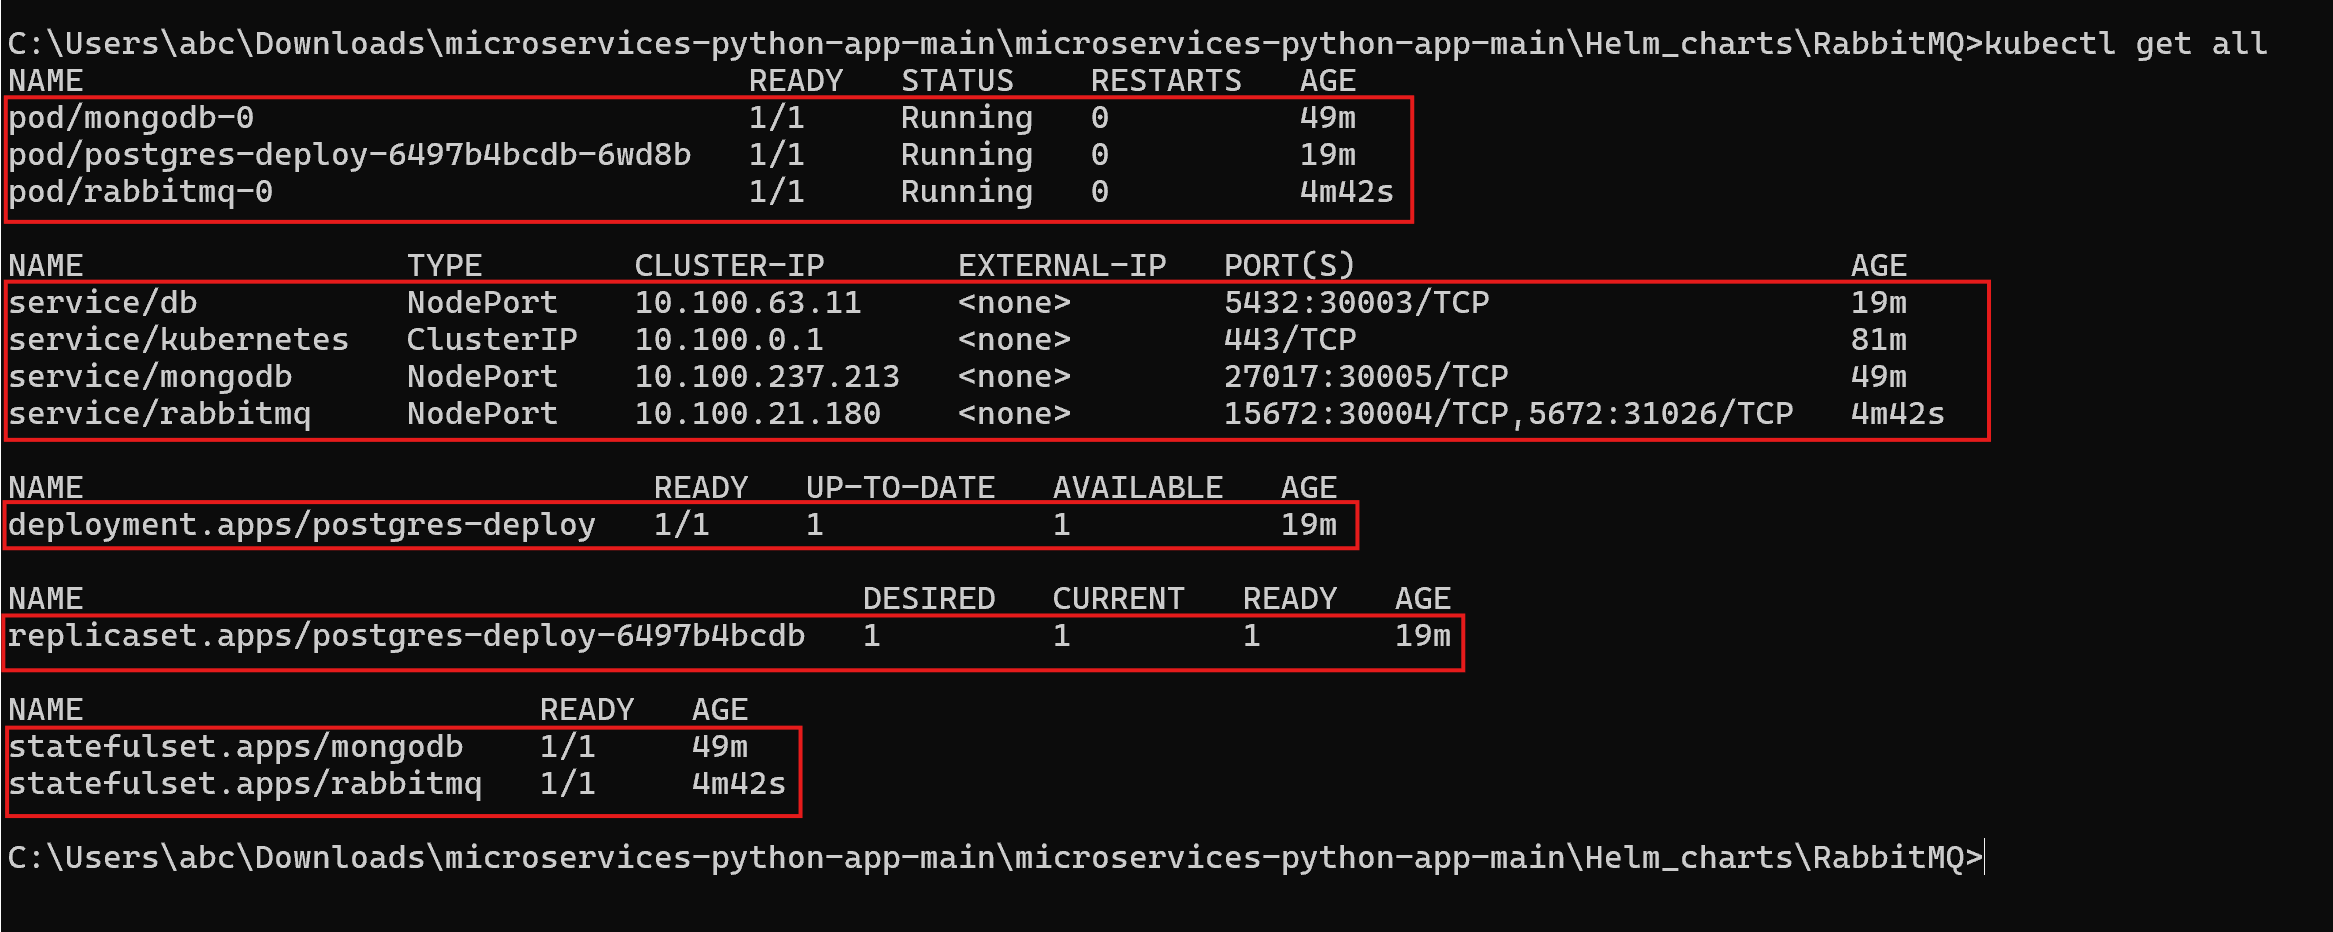 C:\Users\abc\Downloads\microservices-python-app-main\microservices-python-app-main\Helm_charts\RabbitMQ>kubectl get all
NAME READY STATUS RESTARTS AGE
pod/mongodb-0 1/1 Running 0 49m
pod/postgres-deploy-6497b4bcdb-6wd8b 1/1 Running 0 19m
pod/rabbitmq-0 1/1 Running 0 4m42s
NAME TYPE CLUSTER-IP EXTERNAL-IP PORT(S) AGE
service/db NodePort 10.100.63.11 <none> 5432:30003/TCP 19m
service/kubernetes ClusterIP 10.100.0.1 <none> 443/TCP 81m
service/mongodb NodePort 10.100.237.213 <none> 27017:30005/TCP 49m
service/rabbitmq NodePort 10.100.21.180 <none> 15672:30004/TCP,5672:31026/TCP 4m42s
NAME READY UP-TO-DATE AVAILABLE AGE
deployment.apps/postgres-deploy 1/1 1 1 19m
NAME DESIRED CURRENT READY AGE
replicaset.apps/postgres-deploy-6497b4bcdb 1 1 1 19m
NAME READY AGE
statefulset.apps/mongodb 1/1 49m
statefulset.apps/rabbitmq 1/1 4m42s
C:\Users\abc\Downloads\microservices-python-app-main\microservices-python-app-main\Helm_charts\RabbitMQ>